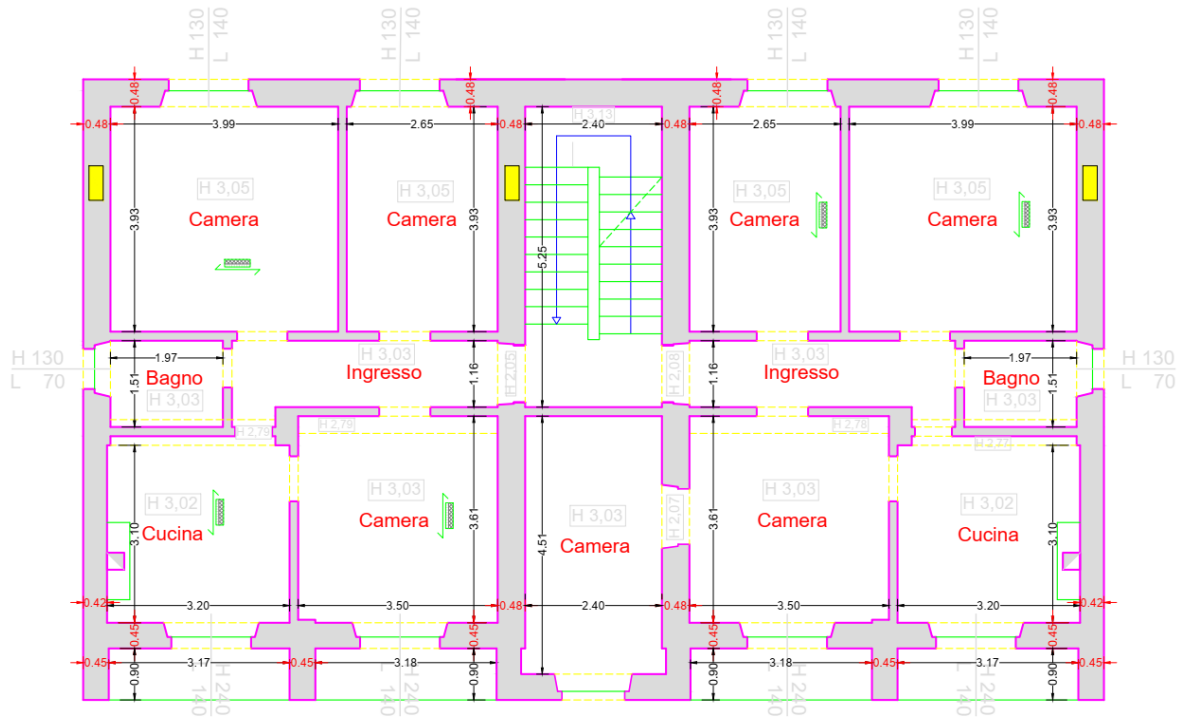 H 130
L 140
H 130
L 140
H 130
L 140
H 130
L 140
0.48
0.48
0.48
0.48
0.48
3.99
2.65
0.48
H 3,13
2.40
0.48
2.65
3.99
0.48
H 3,05
H 3,05
H 3,05
H 3,05
Camera
Camera
Camera
Camera
3.93
3.93
5.25
3.93
3.93
H 130
L 70
1.97
1.51
Bagno
H 3,03
H 3,03
Ingresso
1.16
H 2,05
H 2,08
1.16
H 3,03
Ingresso
1.97
Bagno
H 3,03
1.51
H 130
L 70
H 2,79
H 2,79
H 2,78
H 2,77
H 3,02
Cucina
3.10
H 3,03
Camera
3.61
H 3,03
Camera
4.51
H 2,07
H 3,03
Camera
3.61
H 3,02
Cucina
3.10
0.42
3.20
3.50
0.48
2.40
0.48
3.50
3.20
0.42
0.45
0.45
0.45
0.45
0.45
3.17
0.45
3.18
3.18
0.45
3.17
0.45
0.90
0.90
0.90
0.90
H 240
140
H 240
140
H 240
140
H 240
140